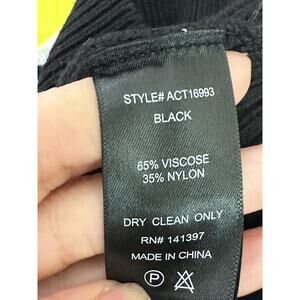 STYLE# ACT16993
BLACK
65% VISCOSE
35% NYLON
DRY CLEAN ONLY
RN# 141397
MADE IN CHINA
P